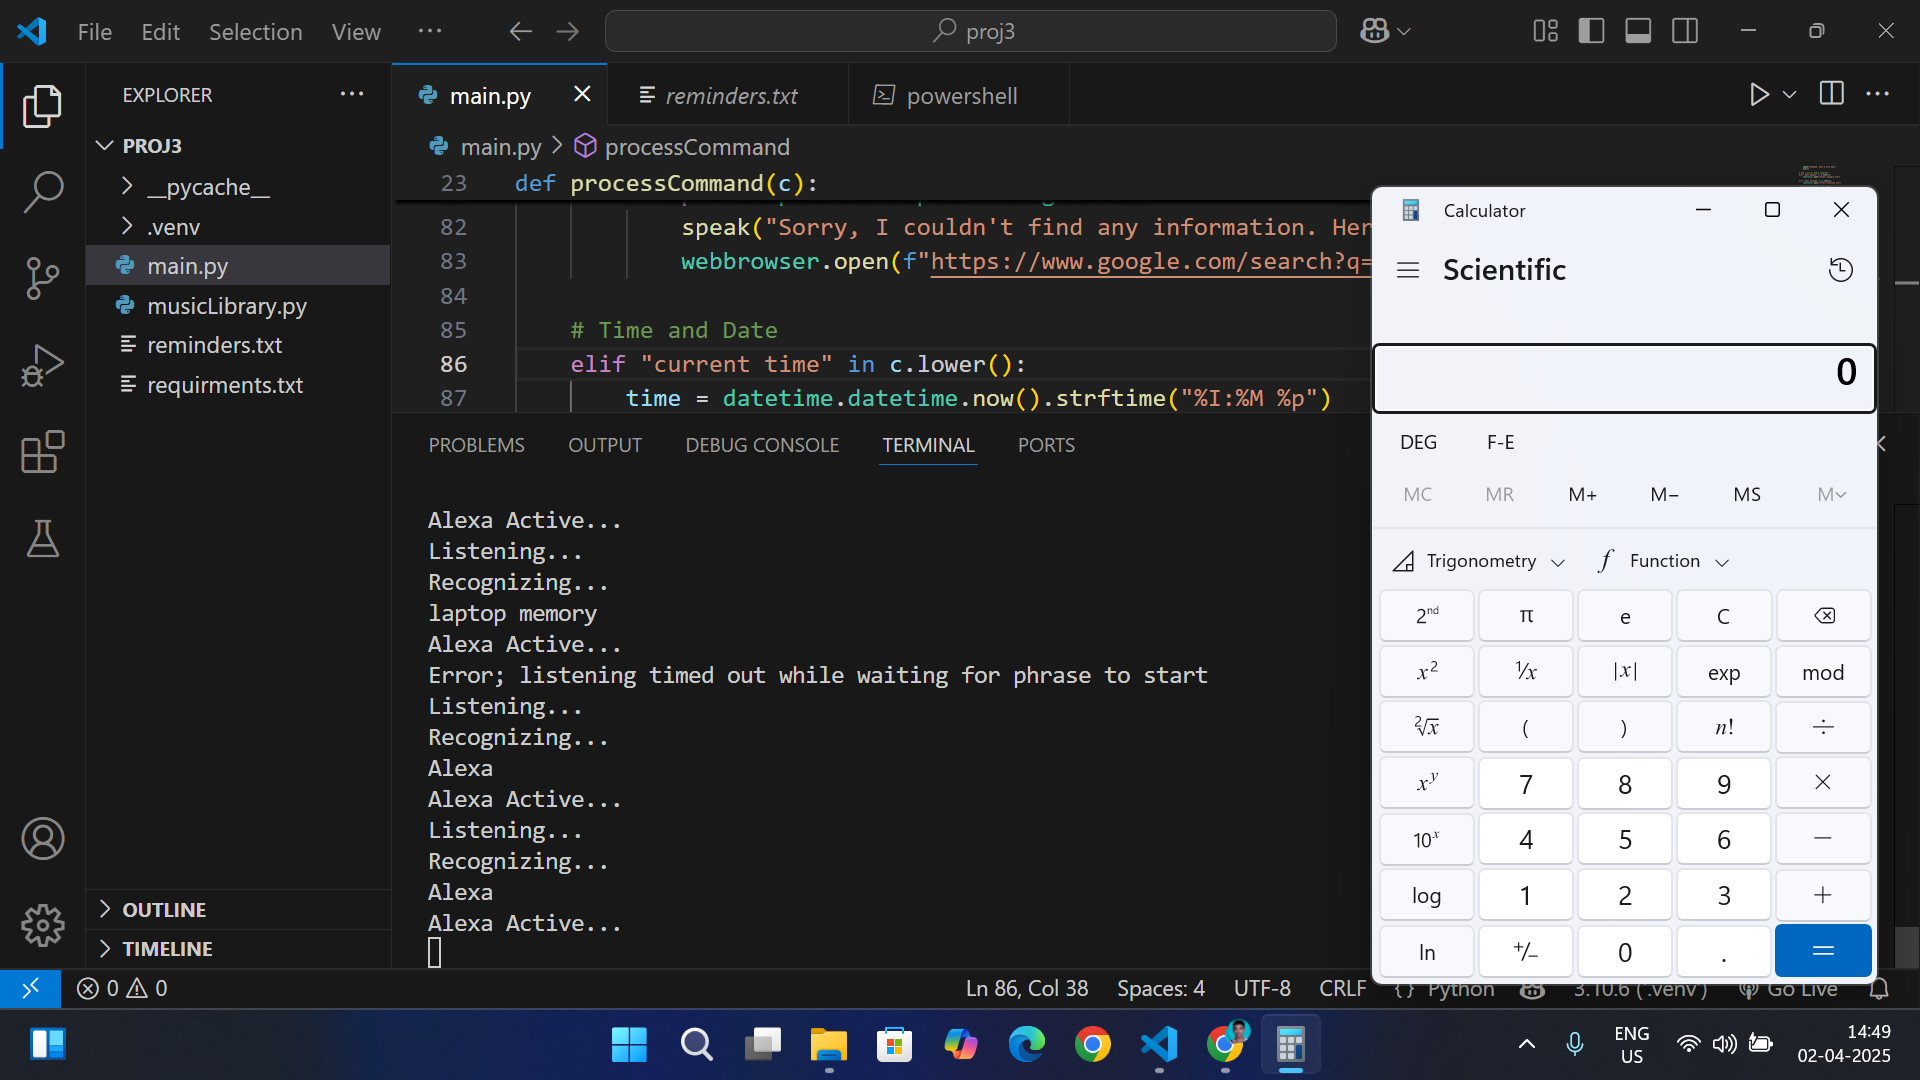 File Edit Selection View ···
proj3
EXPLORER
main.py
reminders.txt
powershell
PROJ3
__pycache__
.venv
main.py
musicLibrary.py
reminders.txt
requirments.txt
OUTLINE
TIMELINE
main.py > processCommand
23 def processCommand(c):
82 speak("Sorry, I couldn't find any information. Her
83 webbrowser.open(f"https://www.google.com/search?q=
84
85 # Time and Date
86 elif "current time" in c.lower():
87 time = datetime.datetime.now().strftime("%I:%M %p")
PROBLEMS OUTPUT DEBUG CONSOLE TERMINAL PORTS
Alexa Active...
Listening...
Recognizing...
laptop memory
Alexa Active...
Error; listening timed out while waiting for phrase to start
Listening...
Recognizing...
Alexa
Alexa Active...
Listening...
Recognizing...
Alexa
Alexa Active...
Calculator
Scientific
0
DEG F-E
MC MR M+ M− MS M
Trigonometry Function
2nd π e C
x² ¹/x |x| exp mod
²√x ( ) n! ÷
xʸ 7 8 9 ×
10ˣ 4 5 6 −
log 1 2 3 +
ln +/− 0 . =
0 0
Ln 86, Col 38 Spaces: 4 UTF-8 CRLF {} Python 3.10.6 ('.venv') Go Live
ENG
US
14:49
02-04-2025